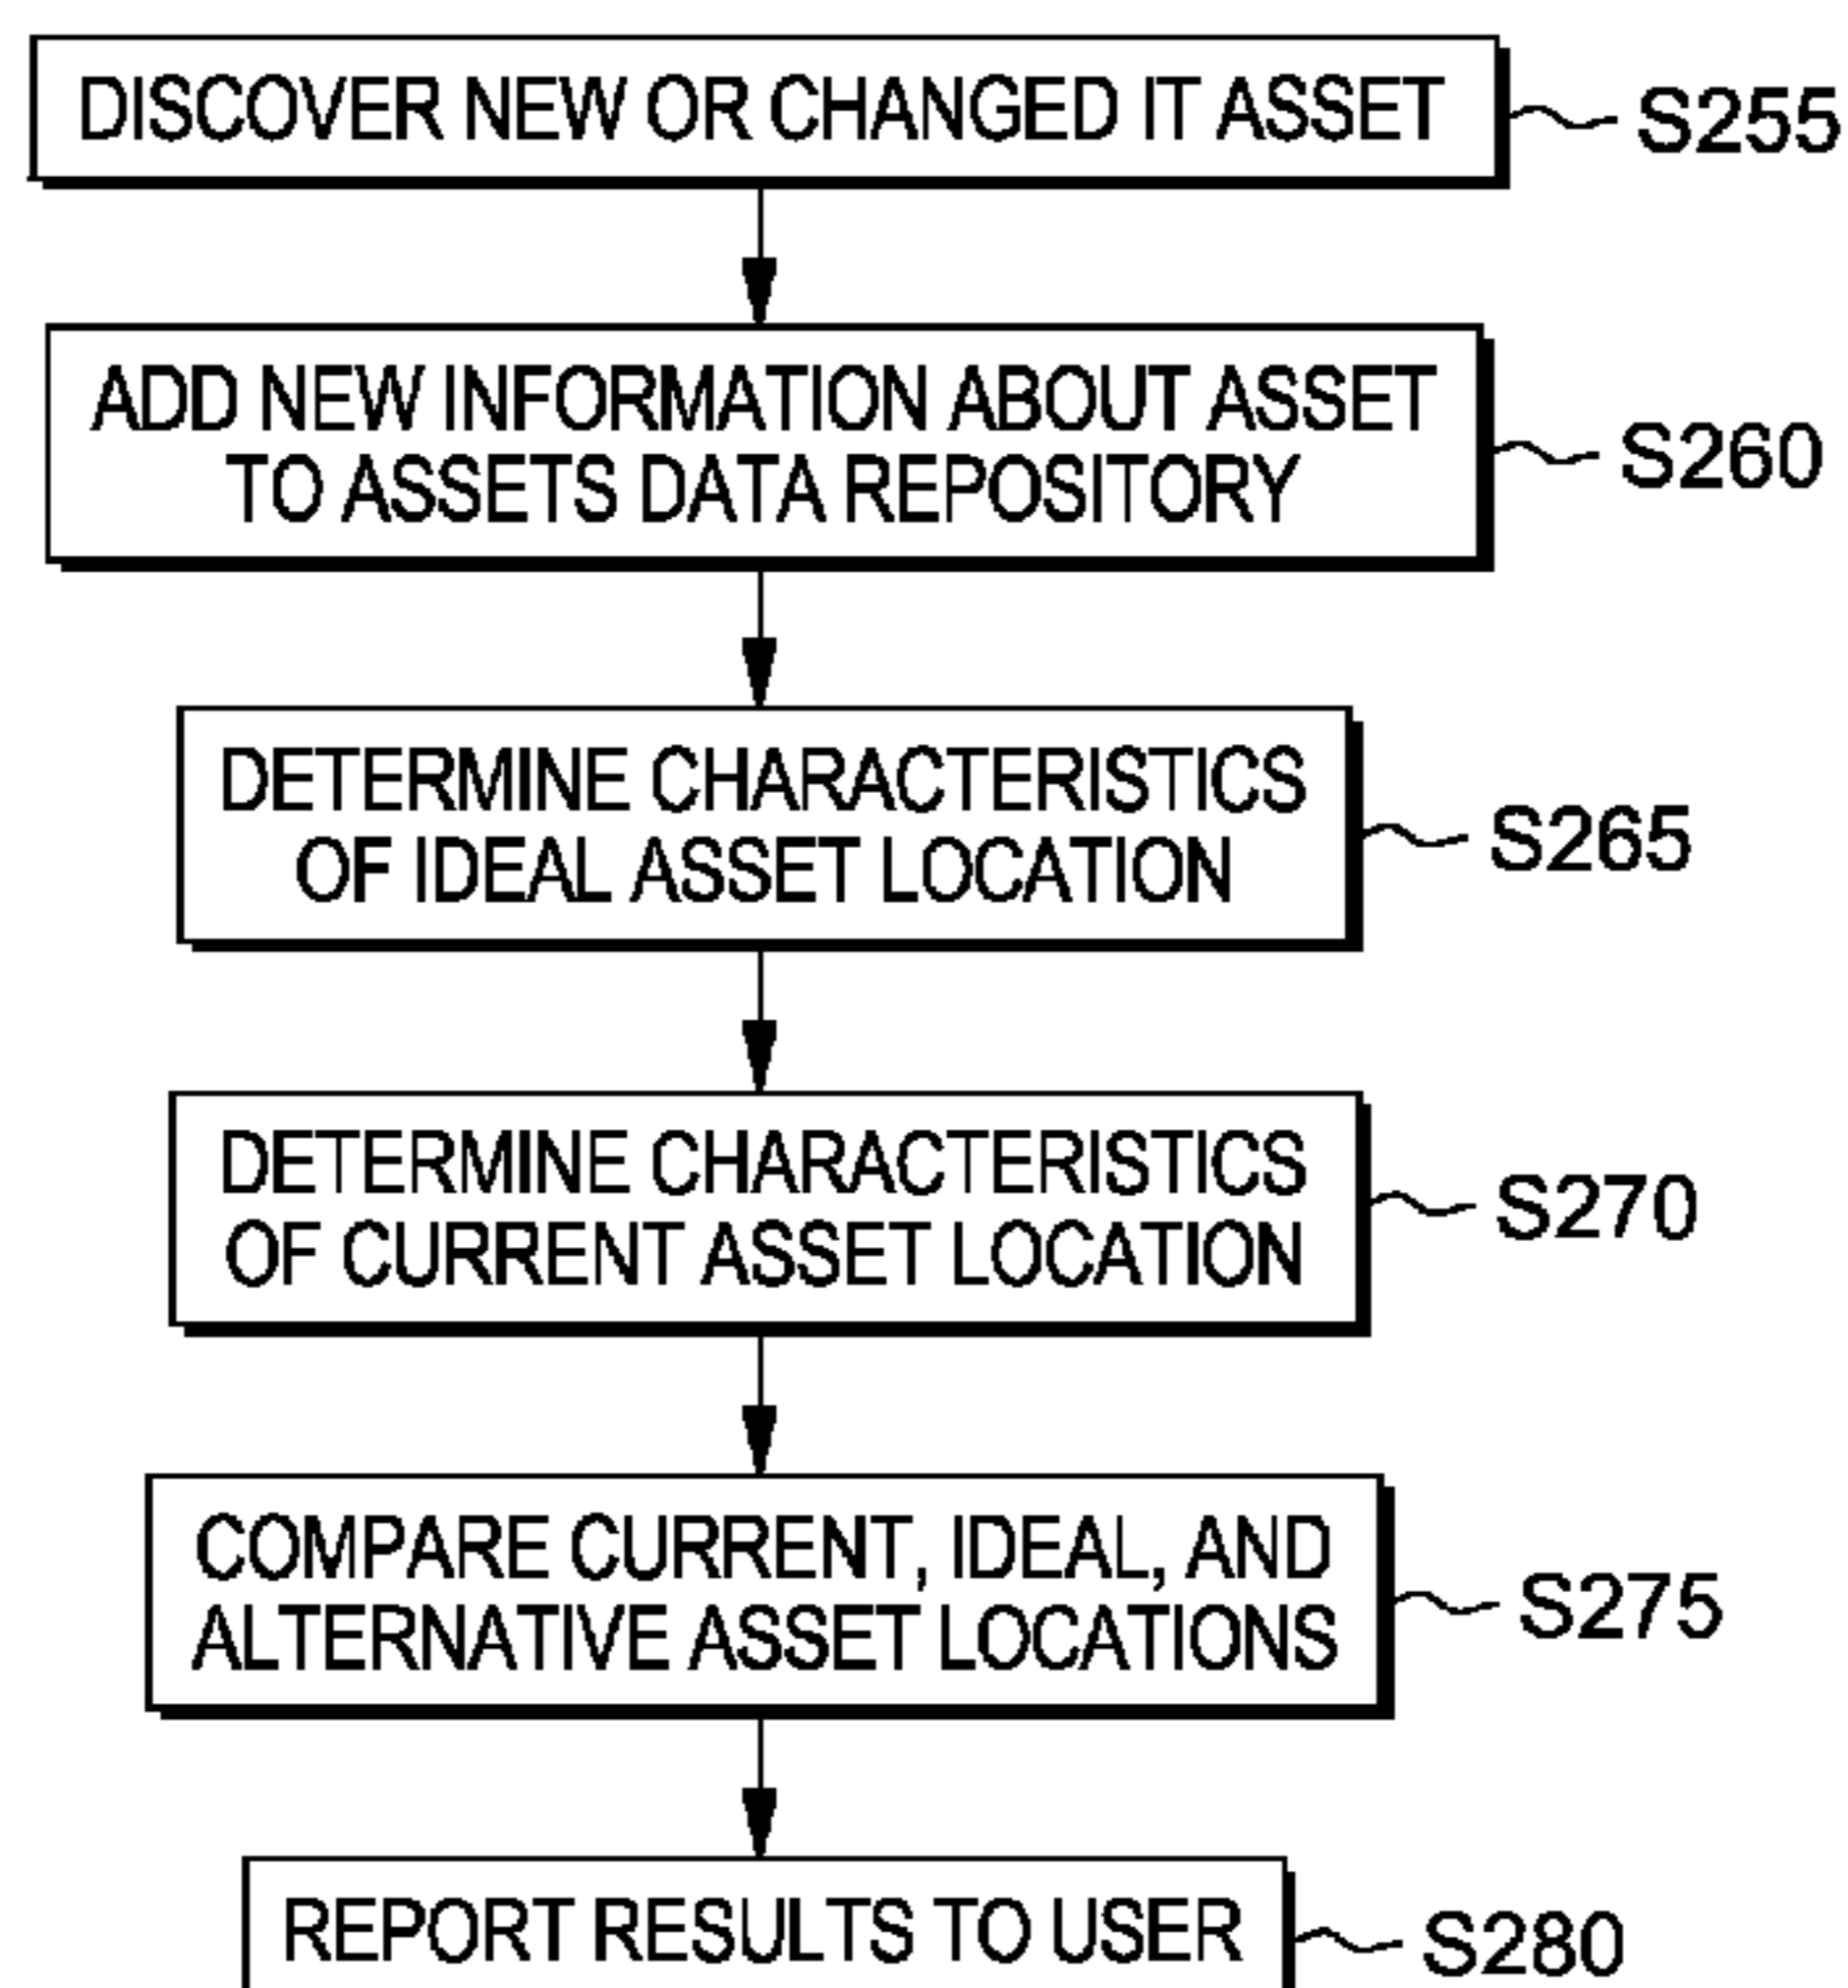 DISCOVER NEW OR CHANGED IT ASSET
S255
ADD NEW INFORMATION ABOUT ASSET
TO ASSETS DATA REPOSITORY
S260
DETERMINE CHARACTERISTICS
OF IDEAL ASSET LOCATION
S265
DETERMINE CHARACTERISTICS
OF CURRENT ASSET LOCATION
S270
COMPARE CURRENT, IDEAL, AND
ALTERNATIVE ASSET LOCATIONS
S275
REPORT RESULTS TO USER
S280